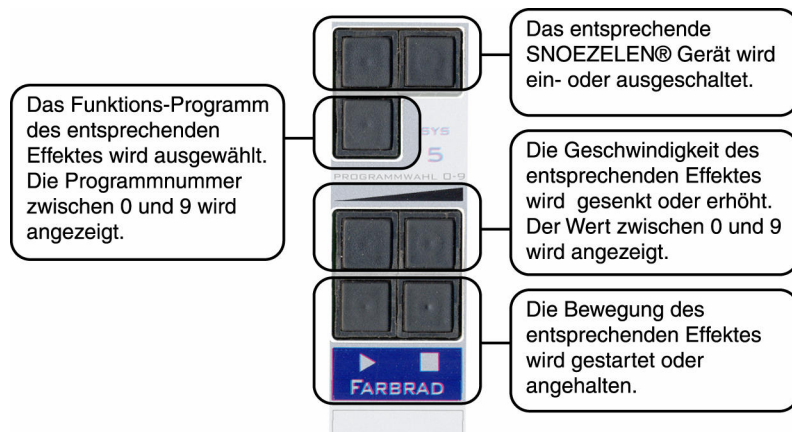 Das entsprechende
SNOEZELEN® Gerät wird
ein- oder ausgeschaltet.
Das Funktions-Programm
des entsprechenden
Effektes wird ausgewählt.
Die Programmnummer
zwischen 0 und 9 wird
angezeigt.
SYS
5
PROGRAMMWAHL 0-9
Die Geschwindigkeit des
entsprechenden Effektes
wird gesenkt oder erhöht.
Der Wert zwischen 0 und 9
wird angezeigt.
Die Bewegung des
entsprechenden Effektes
wird gestartet oder
angehalten.
FARBRAD